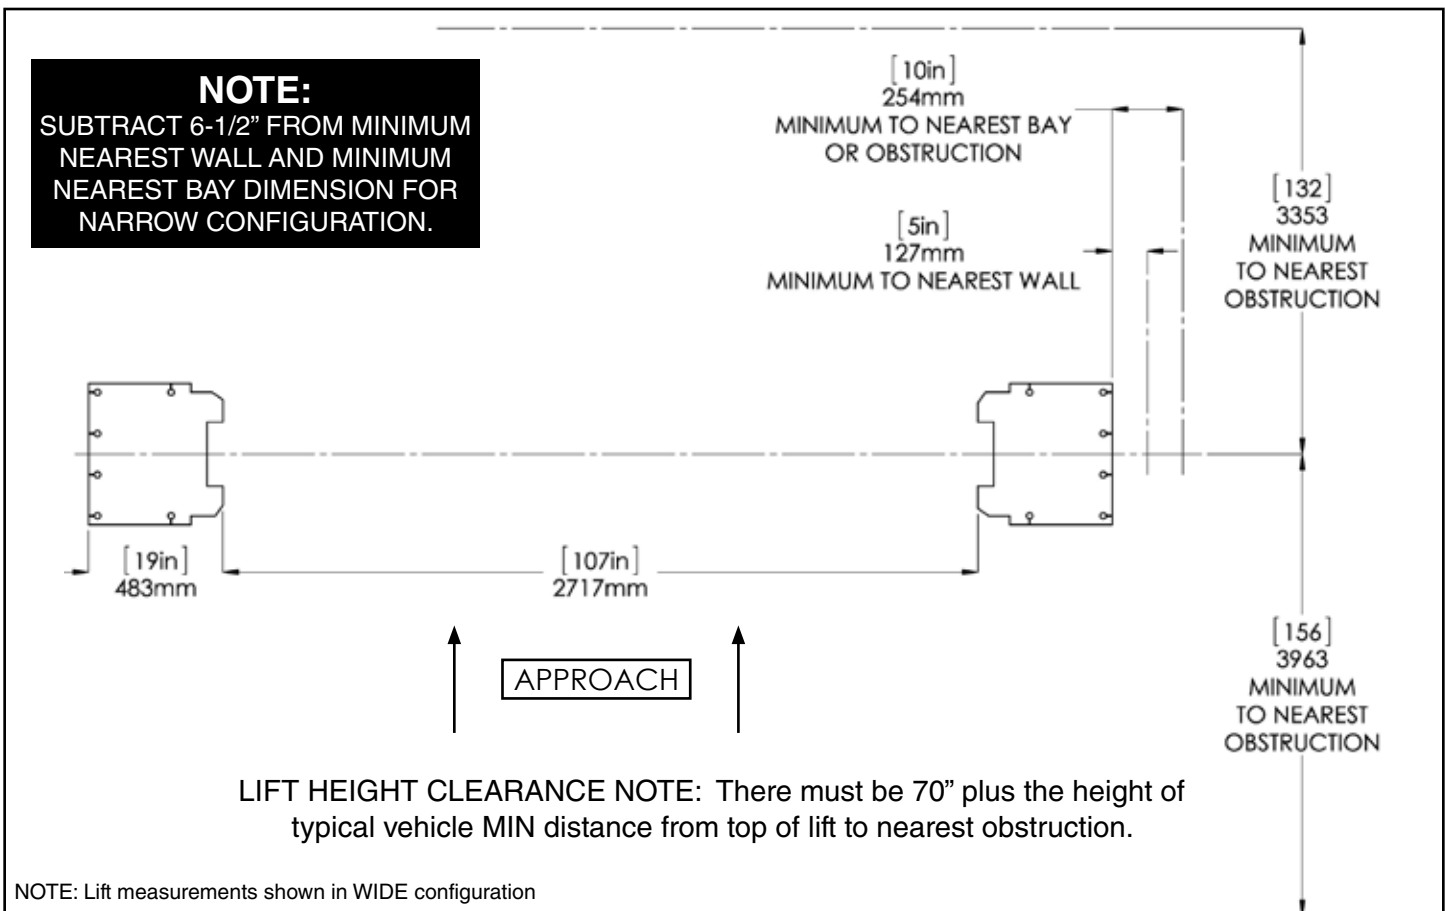 NOTE:
SUBTRACT 6-1/2” FROM MINIMUM
NEAREST WALL AND MINIMUM
NEAREST BAY DIMENSION FOR
NARROW CONFIGURATION.
[10in]
254mm
MINIMUM TO NEAREST BAY
OR OBSTRUCTION
[5in]
127mm
MINIMUM TO NEAREST WALL
[132]
3353
MINIMUM
TO NEAREST
OBSTRUCTION
[19in]
483mm
[107in]
2717mm
APPROACH
[156]
3963
MINIMUM
TO NEAREST
OBSTRUCTION
LIFT HEIGHT CLEARANCE NOTE: There must be 70” plus the height of
typical vehicle MIN distance from top of lift to nearest obstruction.
NOTE: Lift measurements shown in WIDE configuration